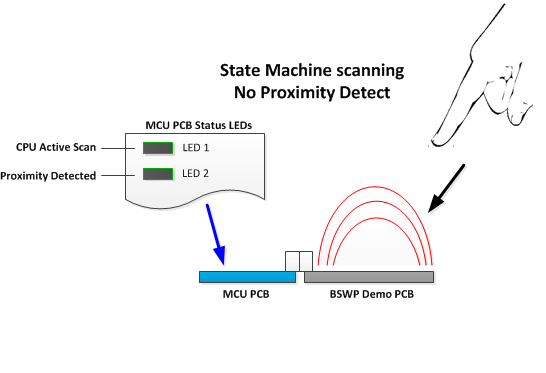 State Machine scanning
No Proximity Detect
MCU PCB Status LEDs
CPU Active Scan
LED 1
Proximity Detected
LED 2
MCU PCB
BSWP Demo PCB